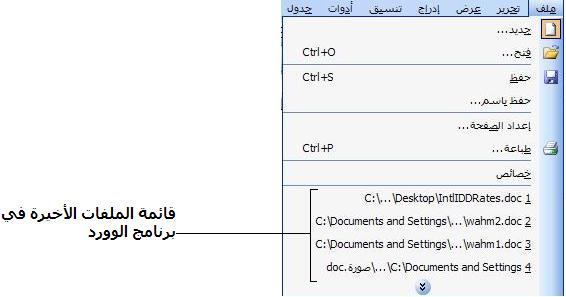 ملف تحرير عرض إدراج تنسيق أدوات جدول
جديد...
فتح... Ctrl+O
حفظ Ctrl+S
حفظ باسم...
إعداد الصفحة...
طباعة... Ctrl+P
خصائص
1 C:\...\Desktop\IntlIDDRates.doc
2 C:\Documents and Settings\...\wahm2.doc
3 C:\Documents and Settings\...\wahm1.doc
4 C:\Documents and Settings\...\صورة.doc
قائمة الملفات الأخيرة في
برنامج الوورد